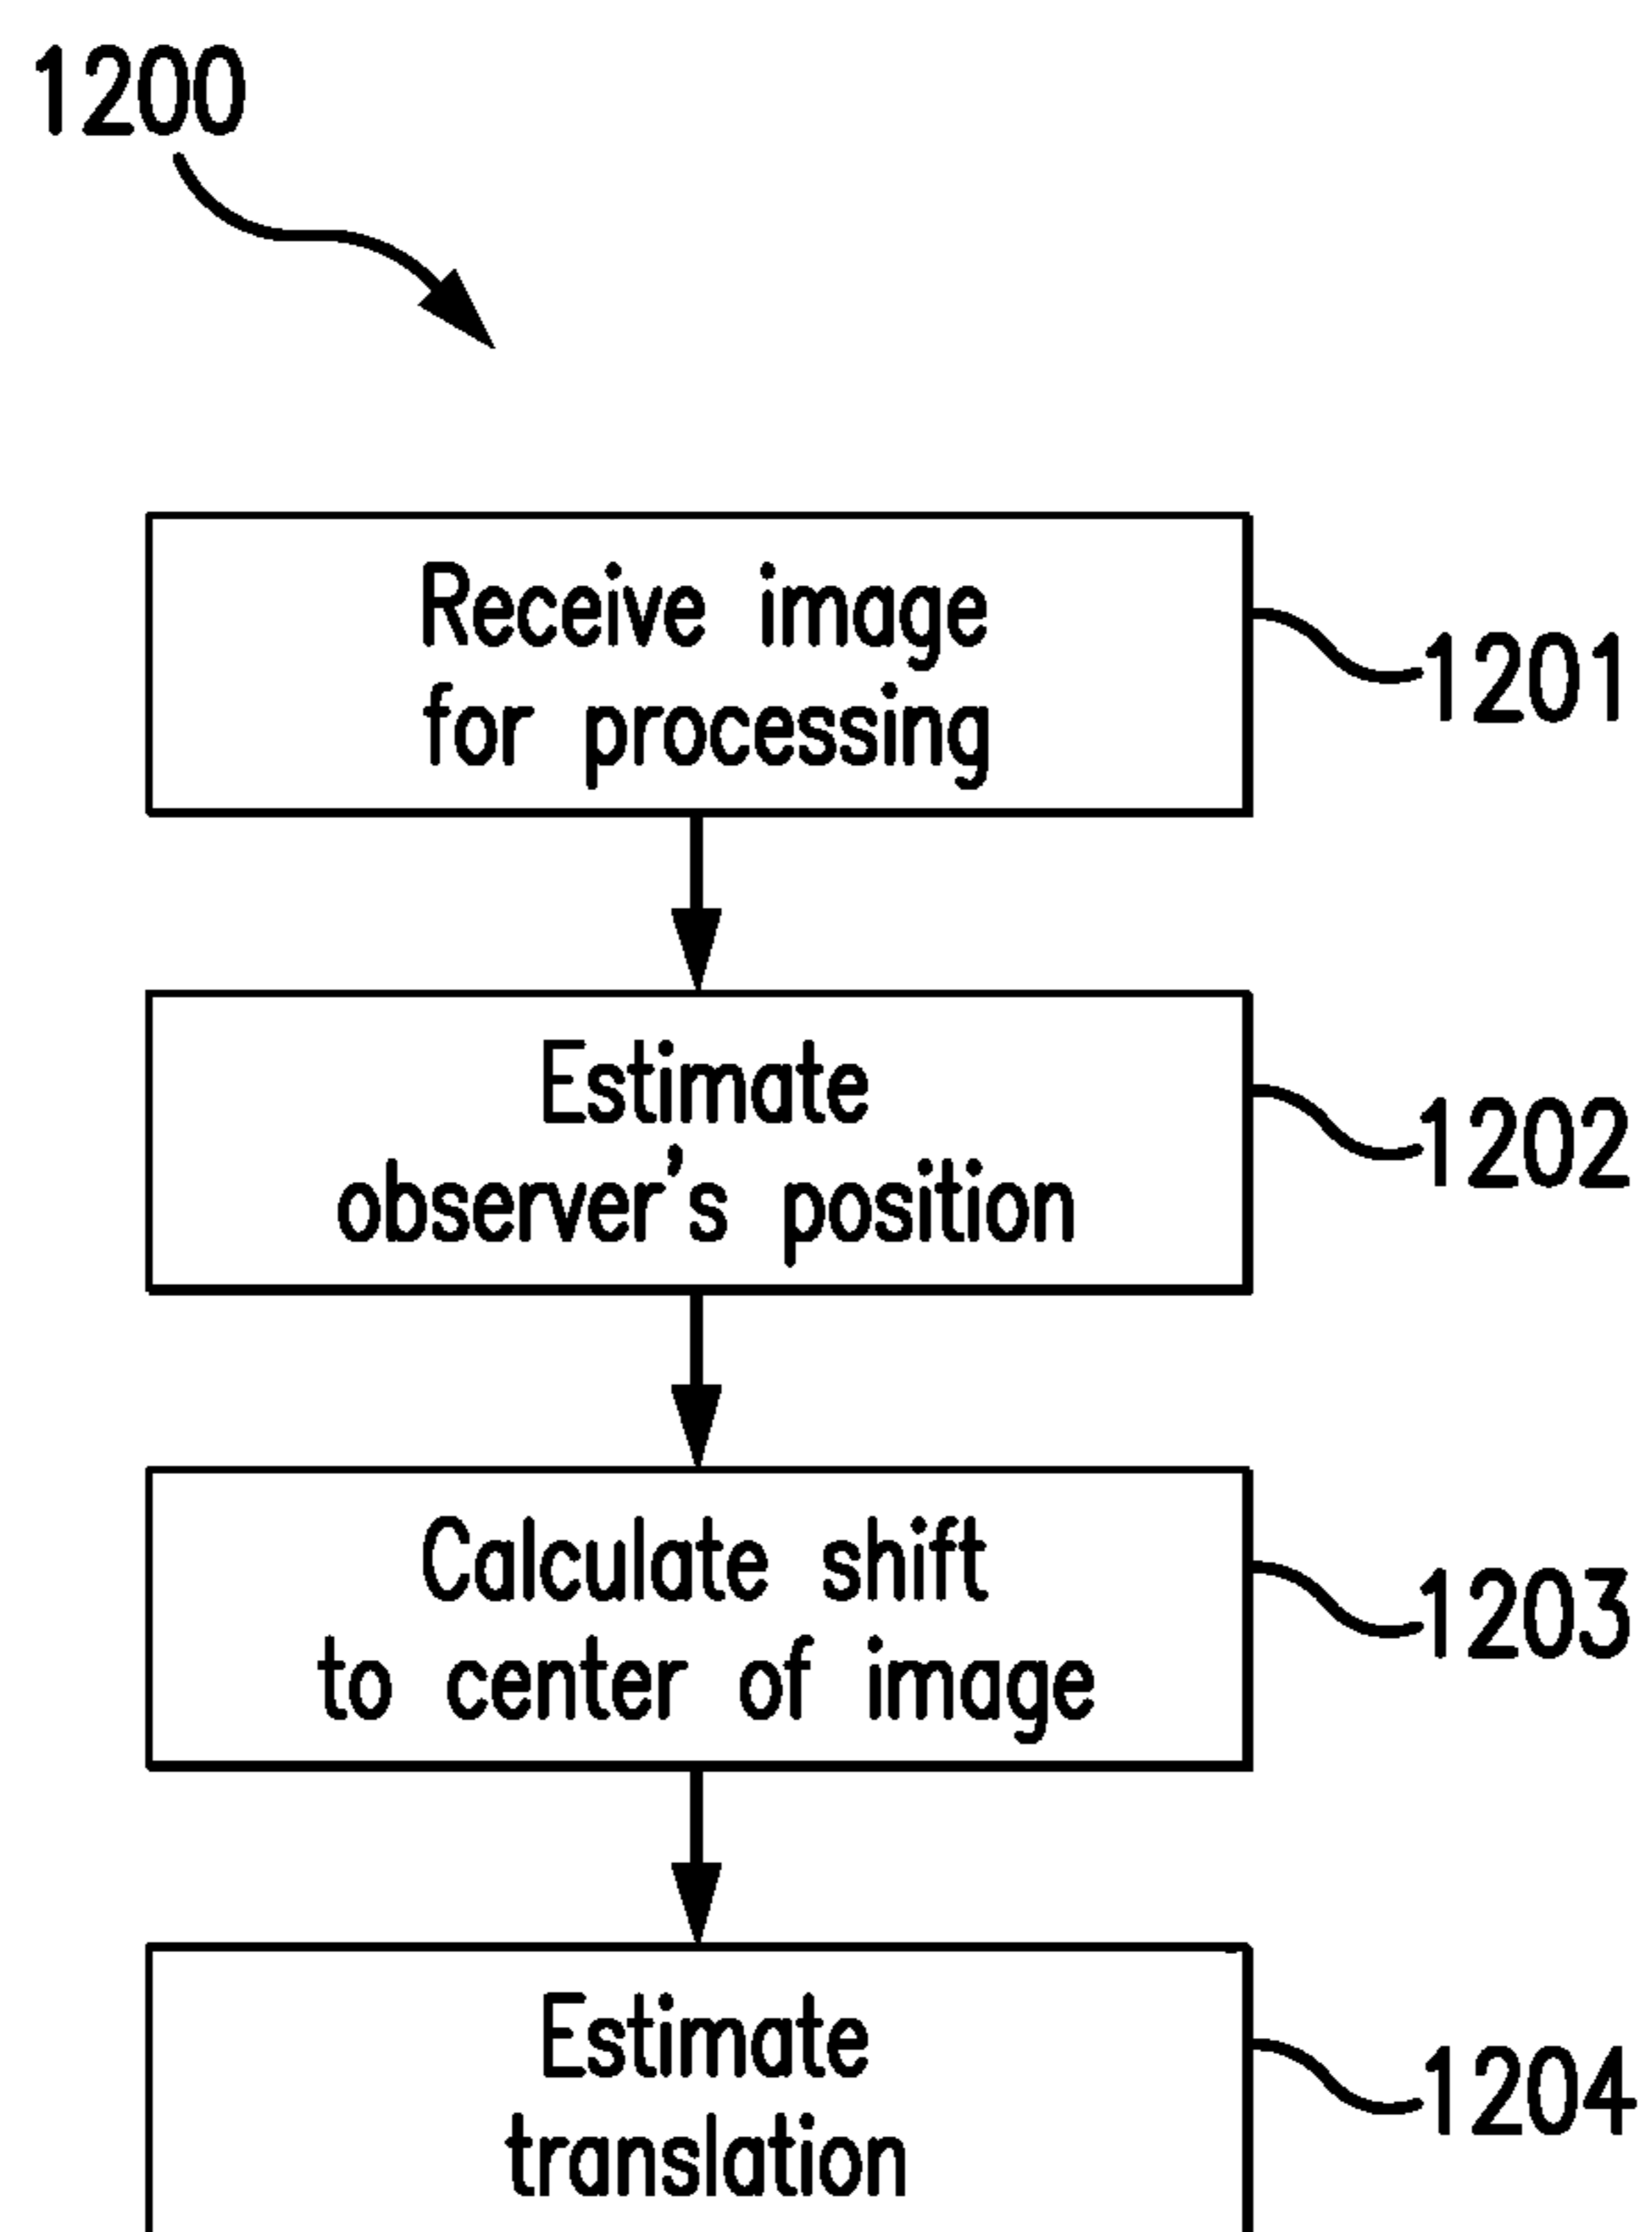 1200
Receive image
for processing
1201
Estimate
observer's position
1202
Calculate shift
to center of image
1203
Estimate
translation
1204